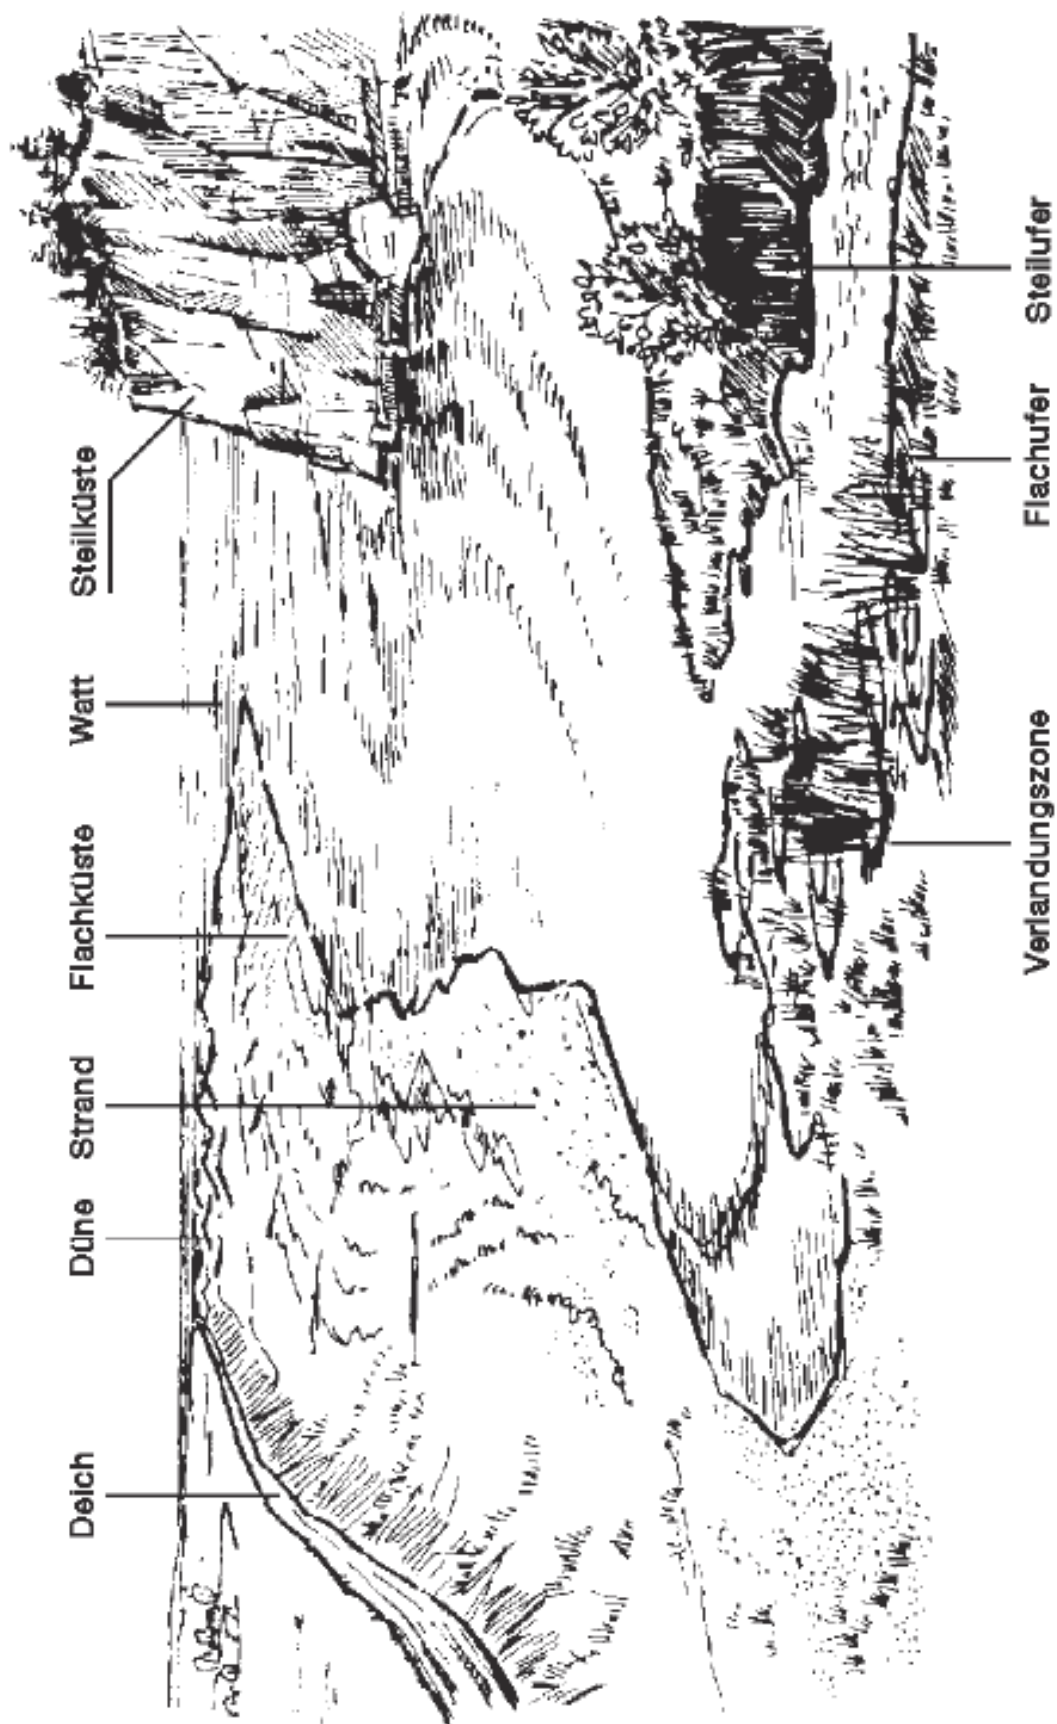 Deich
Düne
Strand
Flachküste
Watt
Steilküste
Verlandungszone
Flachufer
Steilufer